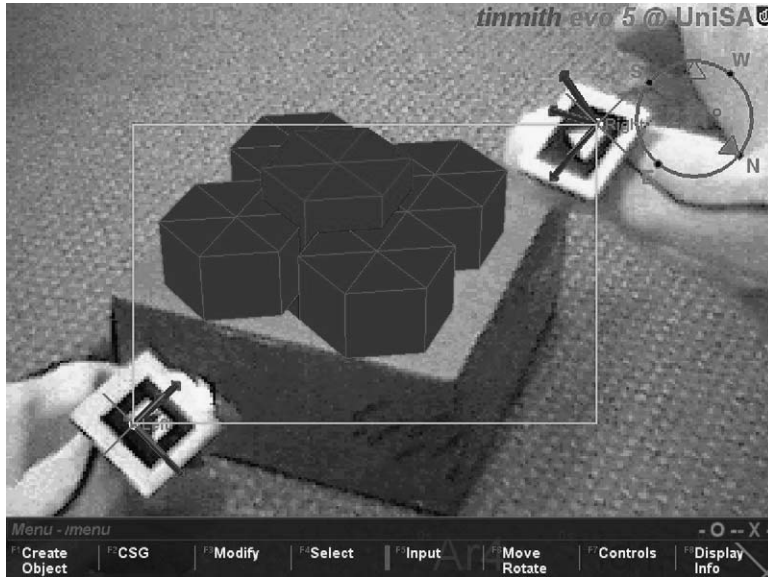 tinmith evo 5 @ UniSA
S
W
N
Right
Menu - /menu
- O -- X -
F1 Create Object
F2 CSG
F3 Modify
F4 Select
F5 Input
F6 Move Rotate
F7 Controls
F8 Display Info